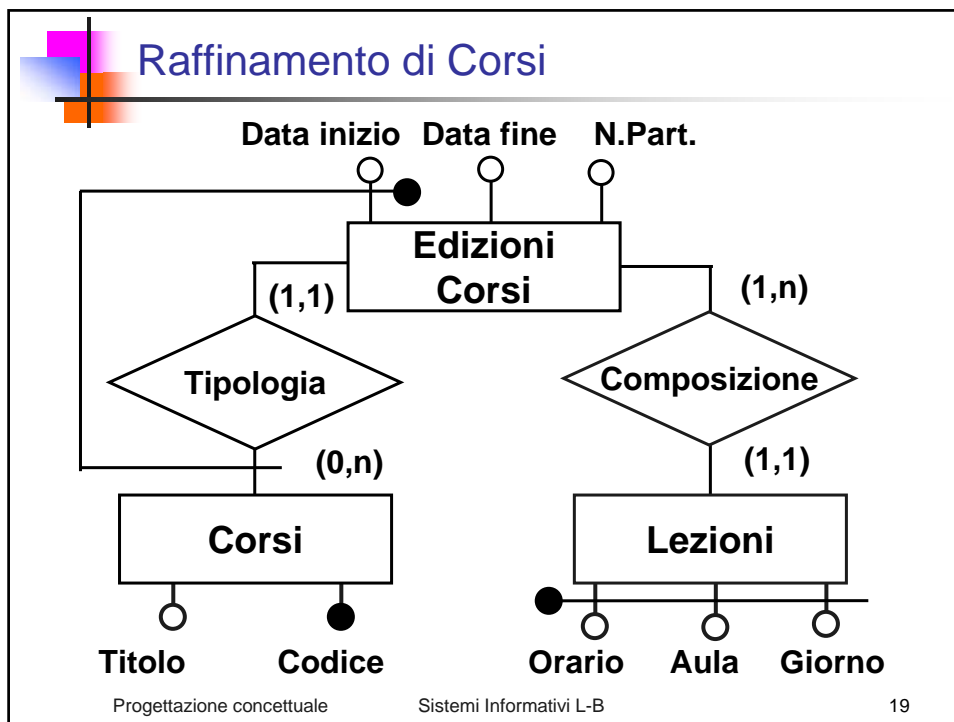 Raffinamento di Corsi
Data inizio Data fine N.Part.
Edizioni
Corsi
(1,1)
(1,n)
Tipologia
Composizione
(0,n)
(1,1)
Corsi
Lezioni
Titolo Codice Orario Aula Giorno
Progettazione concettuale Sistemi Informativi L-B 19